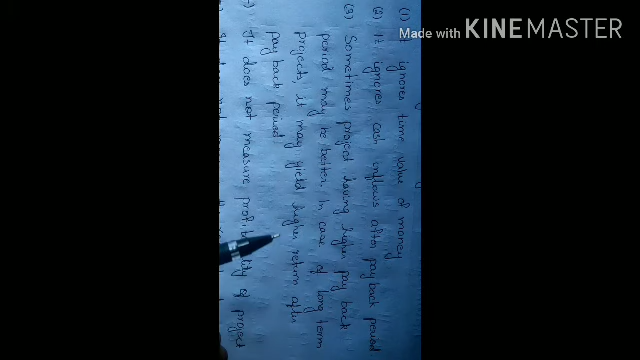 Made with KINEMASTER
(1) It ignores time value of money
(2) It ignores cash inflows after pay back period
(3) Sometimes project having higher pay back
period may be better in case of long term
projects, it may yield higher return after
pay back period
It does not measure of project